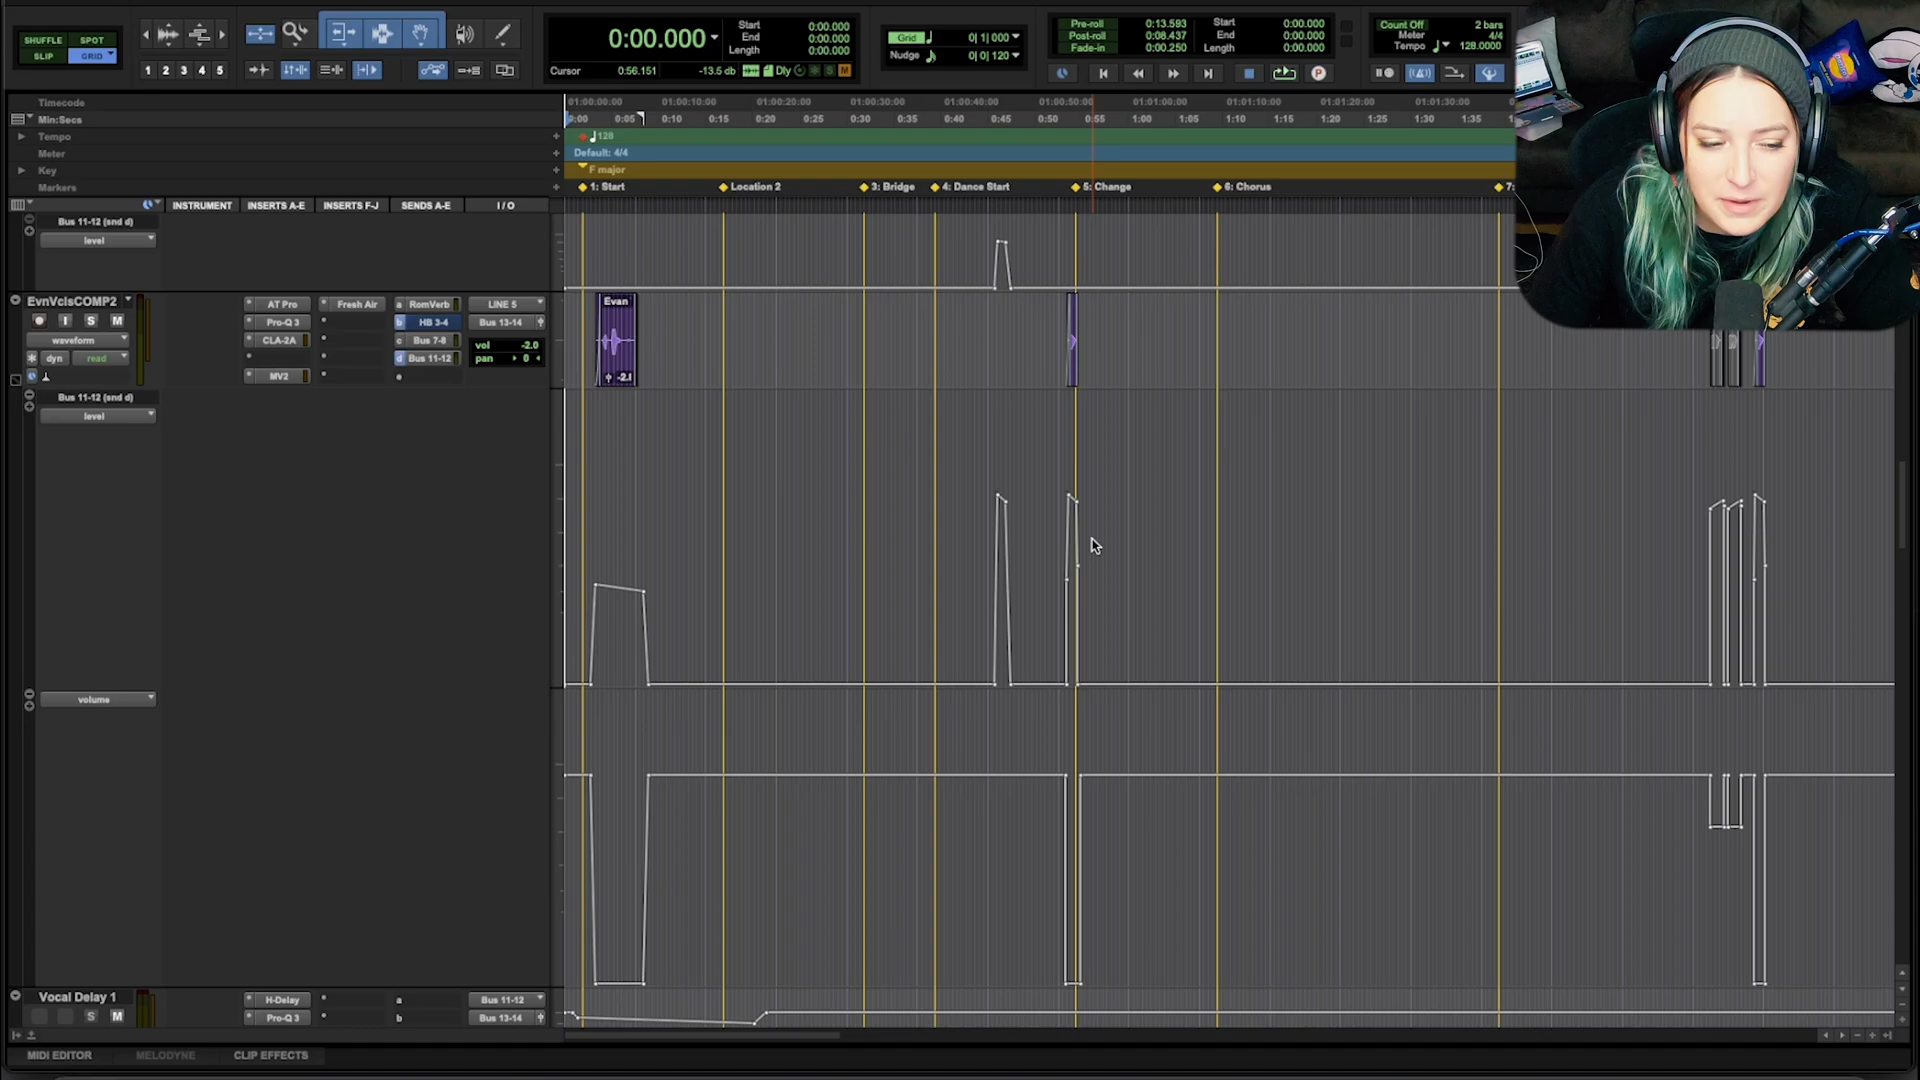 SHUFFLE SPOT
SLIP GRID
1 2 3 4 5
0:00.000
Start 0:00.000
End 0:00.000
Length 0:00.000
Cursor 0:56.151 -13.5 db Dly S M
Grid 0| 1| 000
Nudge 0| 0| 120
Pre-roll 0:13.593
Post-roll 0:08.437
Fade-in 0:00.250
Start 0:00.000
End 0:00.000
Length 0:00.000
P
Count Off 2 bars
Meter 4/4
Tempo 128.0000
Timecode
01:00:00:00 01:00:10:00 01:00:20:00 01:00:30:00 01:00:40:00 01:00:50:00 01:01:00:00 01:01:10:00 01:01:20:00 01:01:30:00
Min:Secs
0:00 0:05 0:10 0:15 0:20 0:25 0:30 0:35 0:40 0:45 0:50 0:55 1:00 1:05 1:10 1:15 1:20 1:25 1:30 1:35
Tempo
128
Meter
Default: 4/4
Key
F major
Markers
1: Start Location 2 3: Bridge 4: Dance Start 5: Change 6: Chorus 7:
INSTRUMENT INSERTS A-E INSERTS F-J SENDS A-E I / O
Bus 11-12 (snd d)
level
EvnVclsCOMP2
I S M
waveform
dyn read
AT Pro
Pro-Q 3
CLA-2A
MV2
Fresh Air
a RomVerb
b HB 3-4
c Bus 7-8
d Bus 11-12
LINE 5
Bus 13-14
vol -2.0
pan 0
Evan
Bus 11-12 (snd d)
level
volume
Vocal Delay 1
S M
H-Delay
Pro-Q 3
a
b
Bus 11-12
Bus 13-14
MIDI EDITOR MELODYNE CLIP EFFECTS